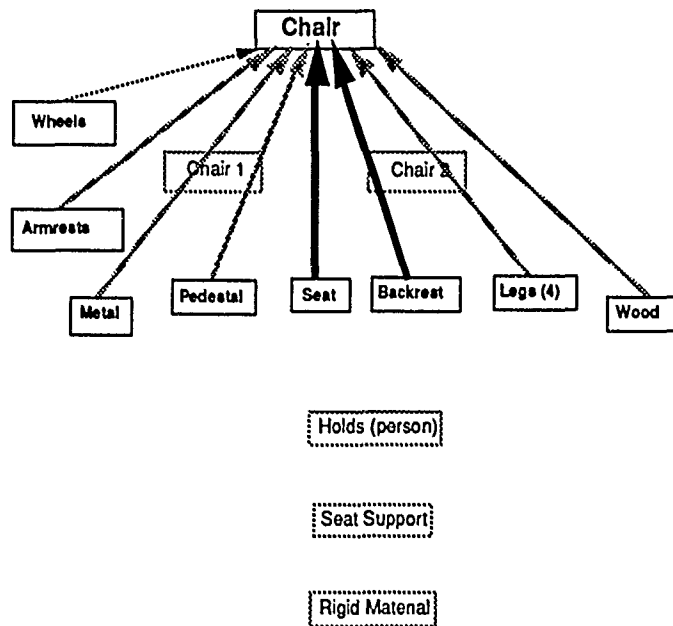 Chair
Wheels
Chair 1
Chair 2
Armrests
Metal
Pedestal
Seat
Backrest
Legs (4)
Wood
Holds (person)
Seat Support
Rigid Material